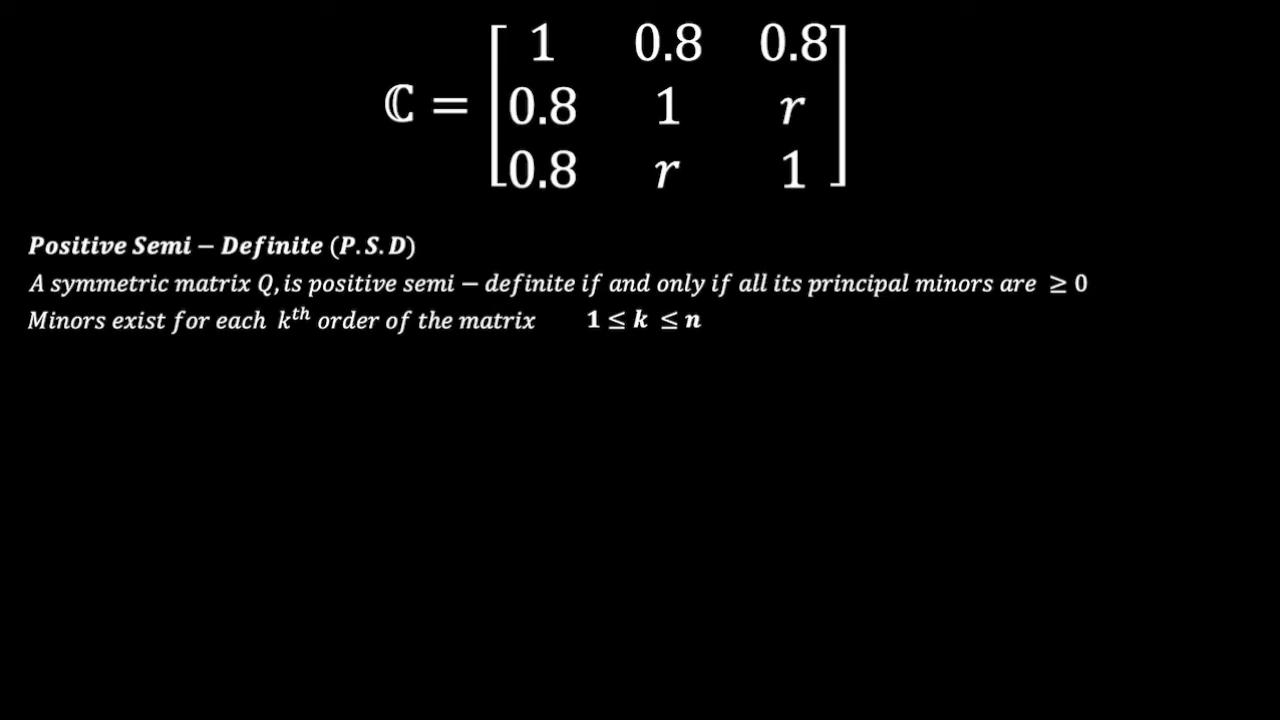 ℂ = [ 1 0.8 0.8
0.8 1 r
0.8 r 1 ]
Positive Semi − Definite (P.S.D)
A symmetric matrix Q, is positive semi − definite if and only if all its principal minors are ≥ 0
Minors exist for each kᵗʰ order of the matrix 1 ≤ k ≤ n